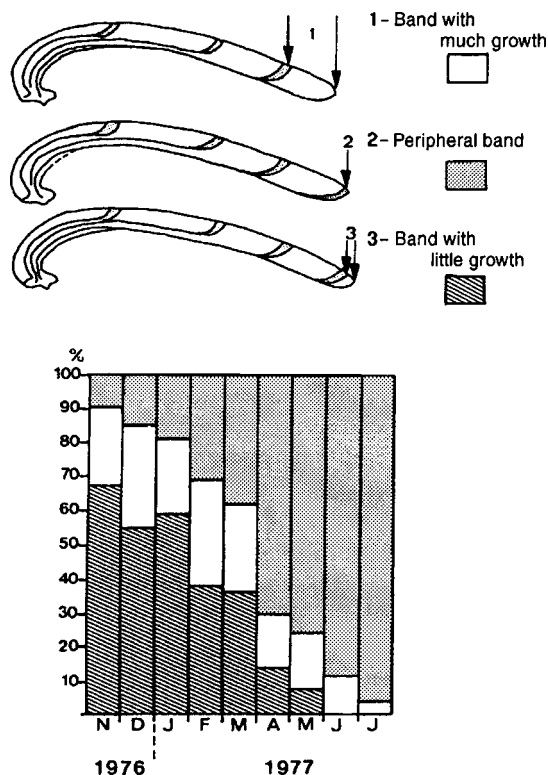 1
1 – Band with
much growth
2
2 – Peripheral band
3
3 – Band with
little growth
%
100
90
80
70
60
50
40
30
20
10
N D J F M A M J J
1976 1977